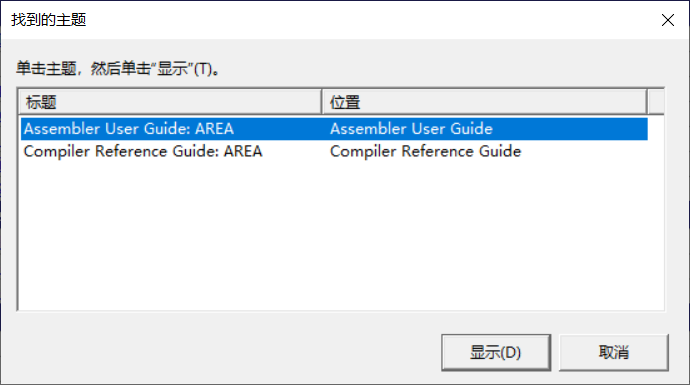 找到的主题
单击主题，然后单击“显示”(T)。
标题 位置
Assembler User Guide: AREA Assembler User Guide
Compiler Reference Guide: AREA Compiler Reference Guide
显示(D) 取消